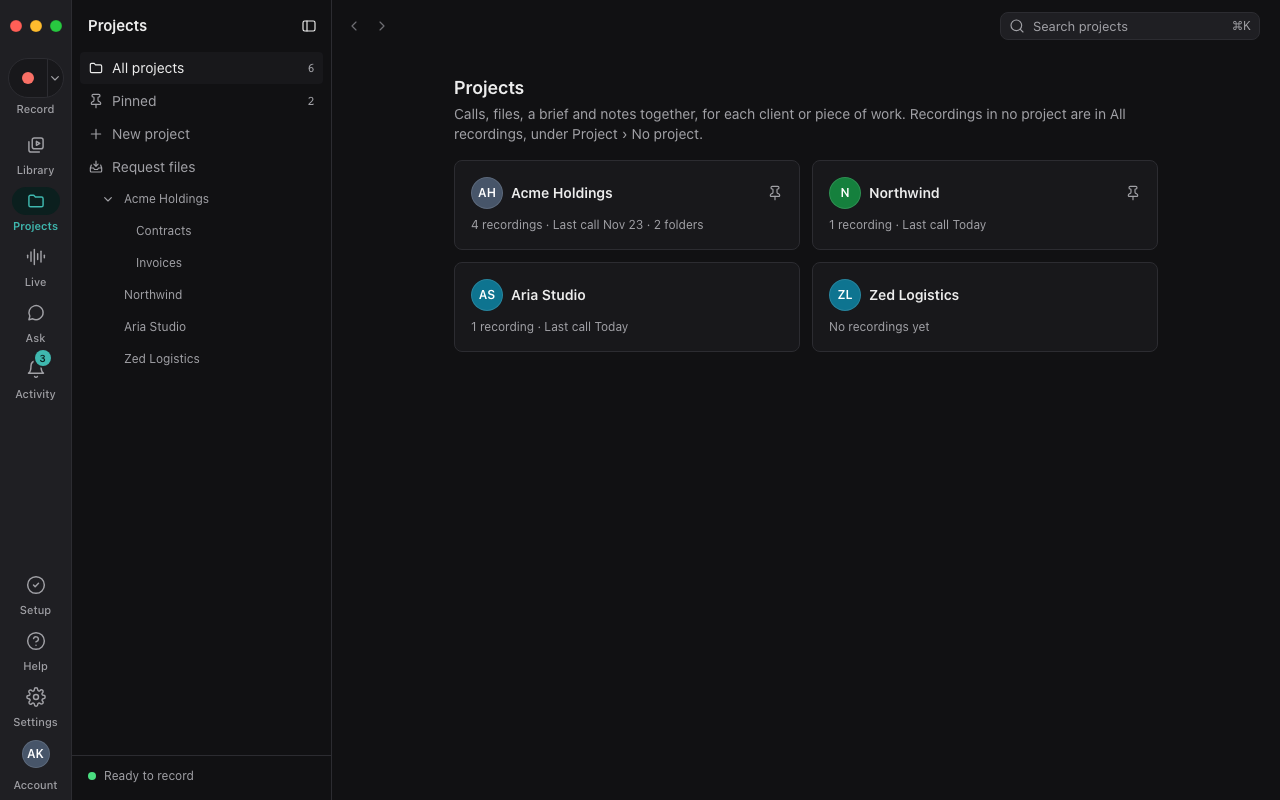 Projects
Search projects
⌘K
Record
Library
Projects
Live
Ask
3
Activity
Setup
Help
Settings
AK
Account
All projects
6
Pinned
2
New project
Request files
Acme Holdings
Contracts
Invoices
Northwind
Aria Studio
Zed Logistics
Ready to record
Projects
Calls, files, a brief and notes together, for each client or piece of work. Recordings in no project are in All
recordings, under Project › No project.
AH
Acme Holdings
4 recordings · Last call Nov 23 · 2 folders
N
Northwind
1 recording · Last call Today
AS
Aria Studio
1 recording · Last call Today
ZL
Zed Logistics
No recordings yet